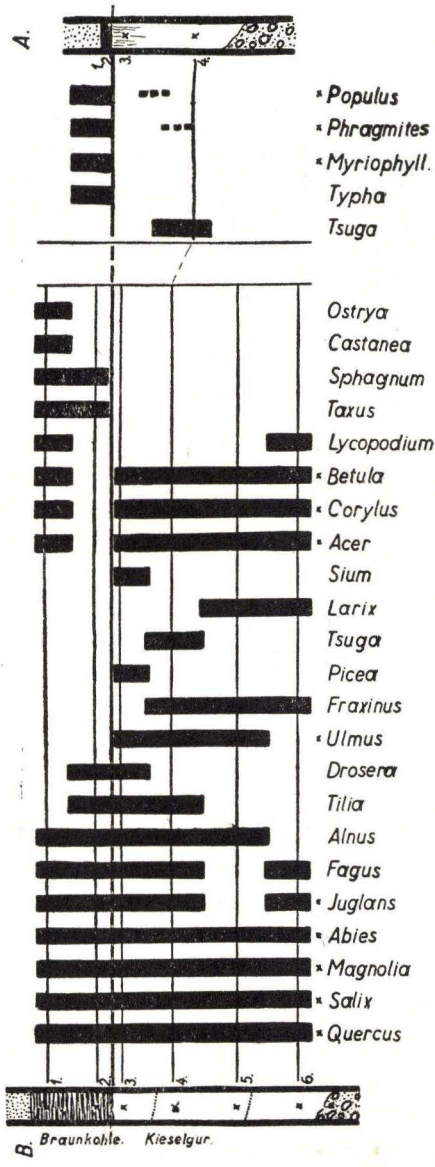 A.
1. 2. 3. 4.
× Populus
× Phragmites
× Myriophyll.
Typha
Tsuga
Ostrya
Castanea
Sphagnum
Taxus
Lycopodium
× Betula
× Corylus
× Acer
Sium
Larix
Tsuga
Picea
Fraxinus
× Ulmus
Drosera
Tilia
Alnus
Fagus
× Juglans
× Abies
× Magnolia
× Salix
× Quercus
1. 2. 3. 4. 5. 6.
B. Braunkohle. Kieselgur.